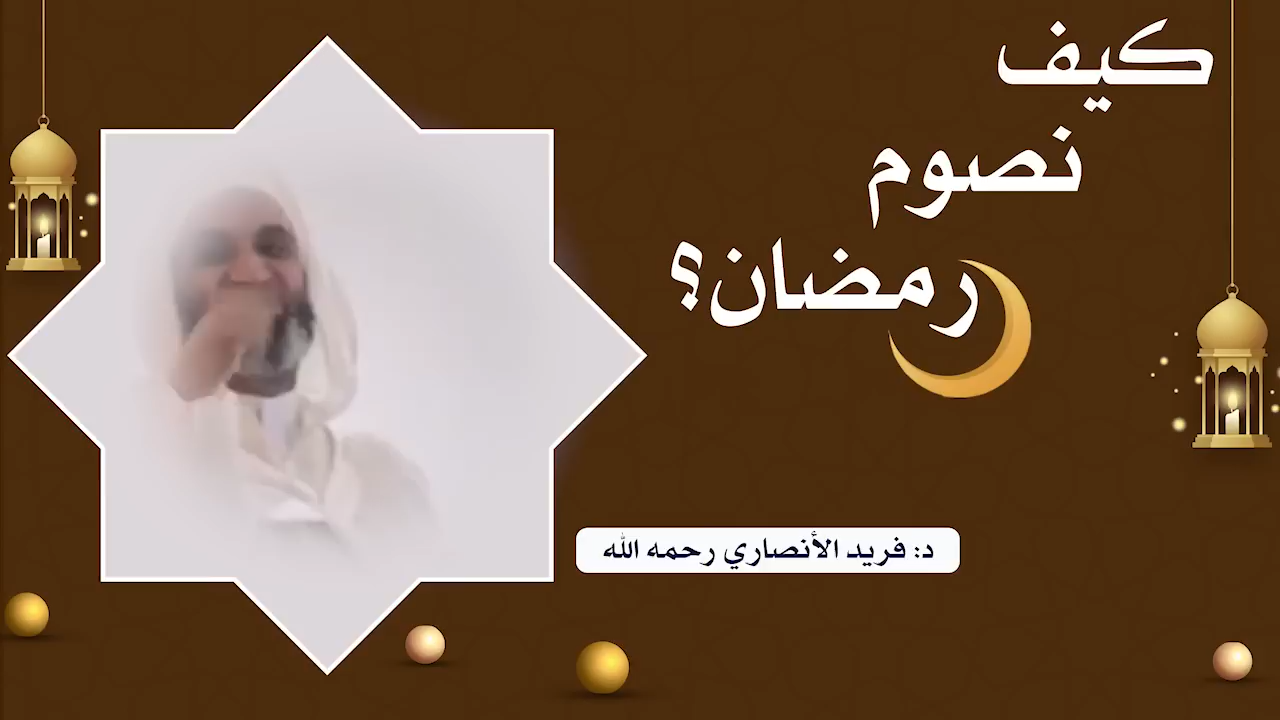 كيف
نصوم
رمضان؟
د: فريد الأنصاري رحمه الله